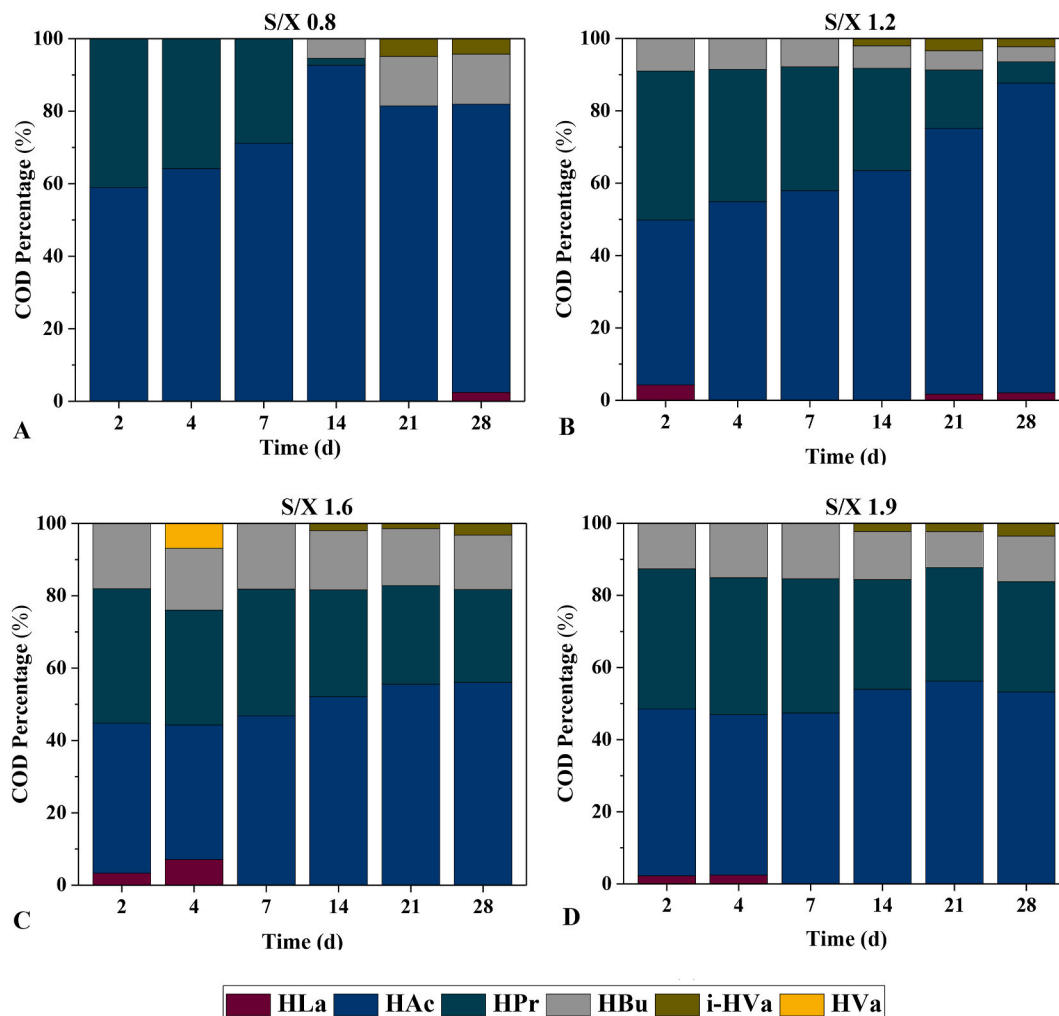 S/X 0.8
100
80
60
40
20
0
COD Percentage (%)
2 4 7 14 21 28
Time (d)
A
S/X 1.2
100
80
60
40
20
0
COD Percentage (%)
2 4 7 14 21 28
Time (d)
B
S/X 1.6
100
80
60
40
20
0
COD Percentage (%)
2 4 7 14 21 28
Time (d)
C
S/X 1.9
100
80
60
40
20
0
COD Percentage (%)
2 4 7 14 21 28
Time (d)
D
HLa HAc HPr HBu i-HVa HVa